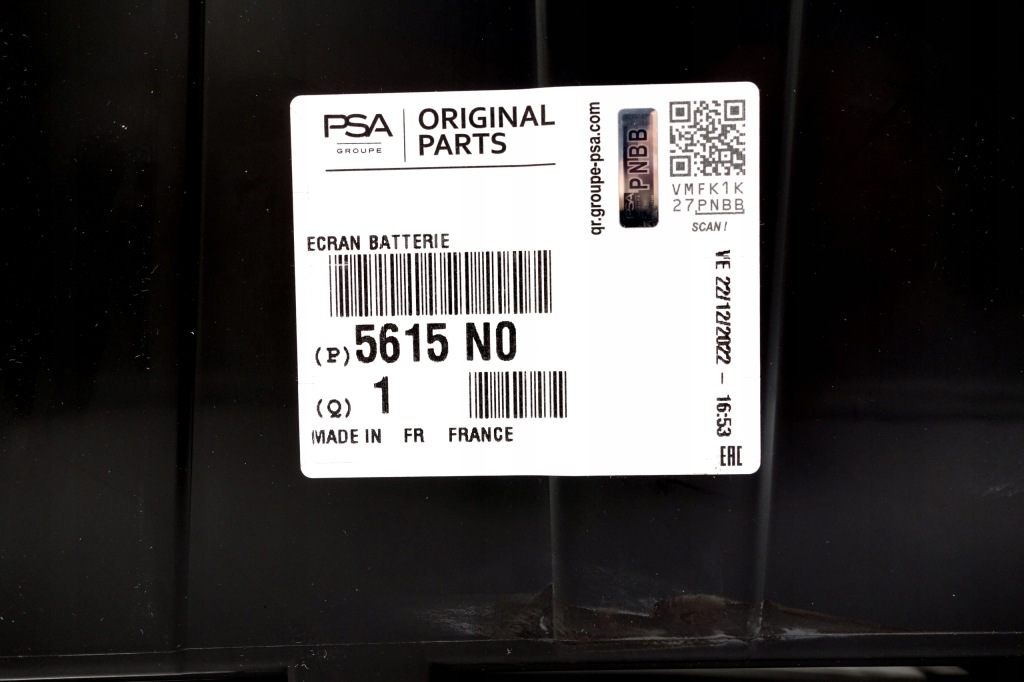 PSA
GROUPE
ORIGINAL
PARTS
qr.groupe-psa.com
PSA
PNBB
VMFK1K
27PNBB
SCAN!
ECRAN BATTERIE
(P) 5615 N0
(Q) 1
MADE IN FR FRANCE
VE 22/12/2022 - 16:53
EAC